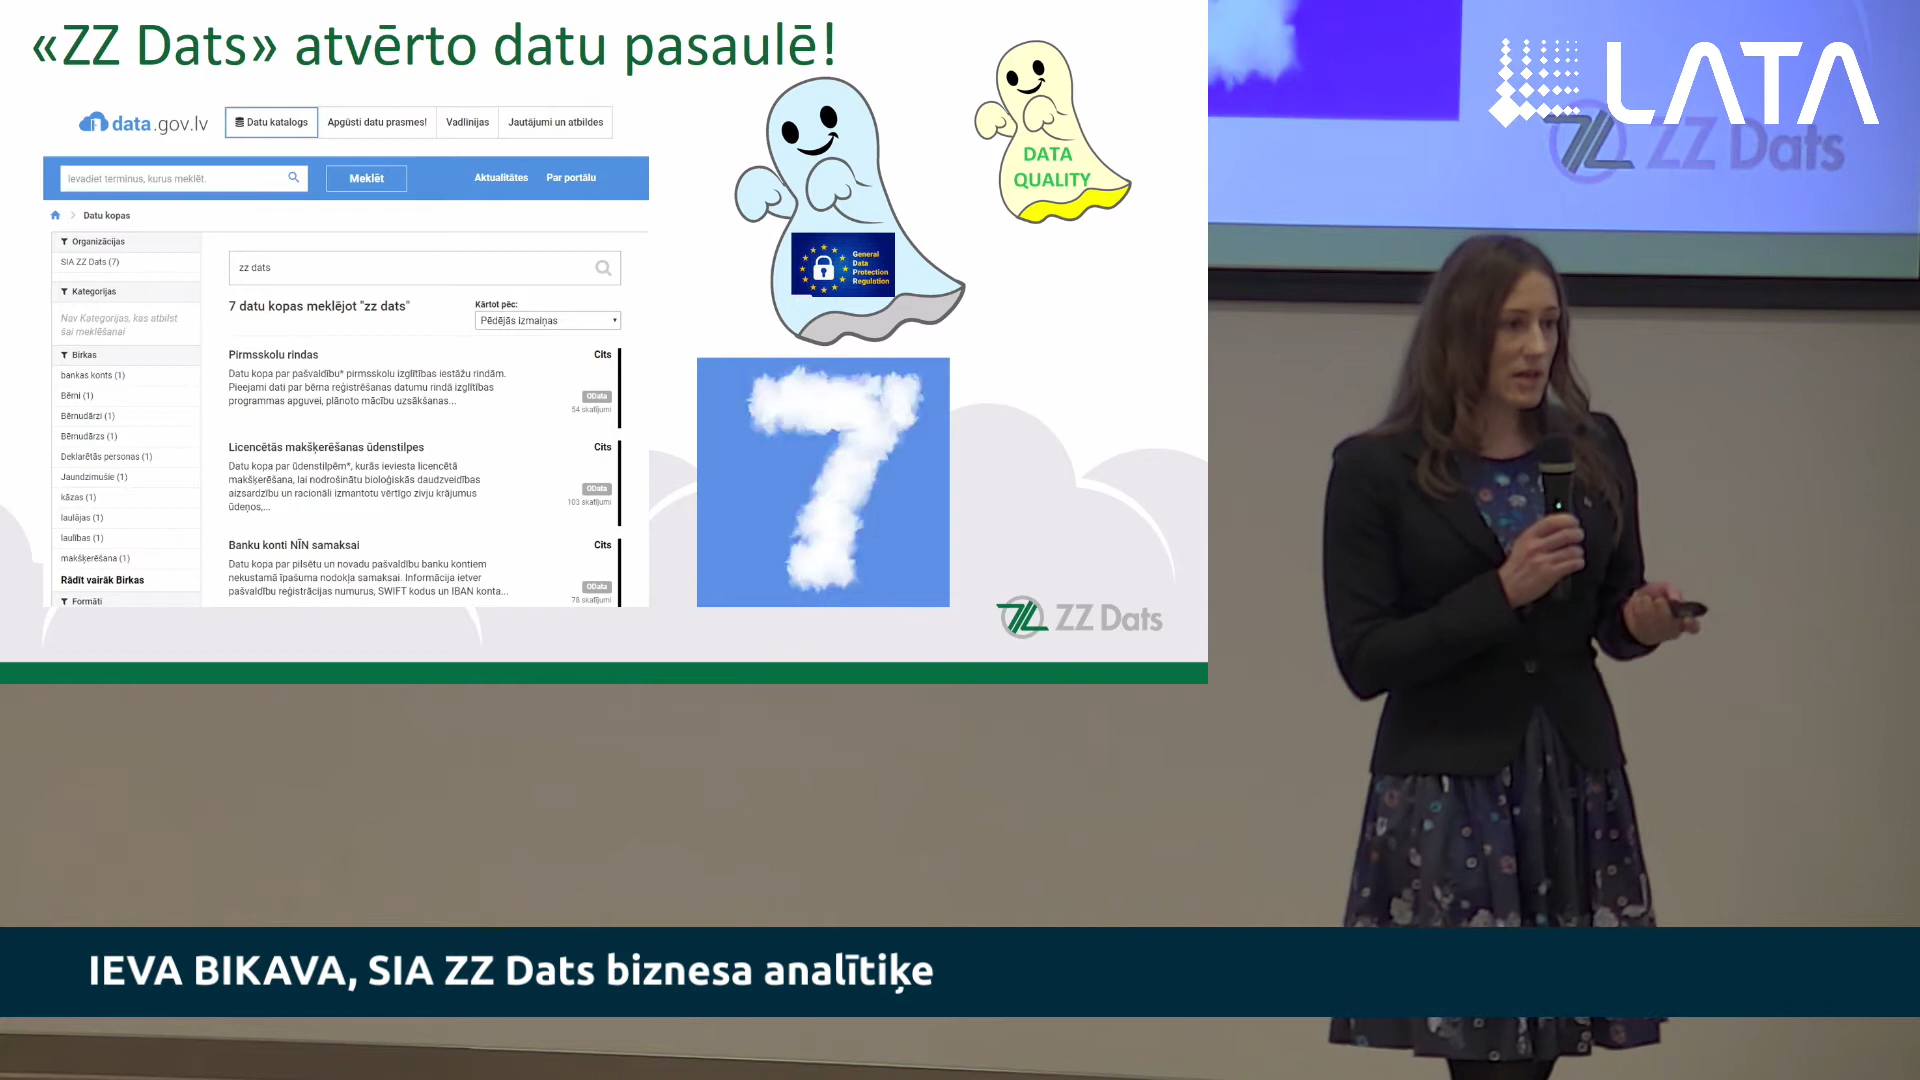 «ZZ Dats» atvērto datu pasaulē!
data.gov.lv
Datu katalogs
Apgūsti datu prasmes!
Vadlīnijas
Jautājumi un atbildes
Ievadiet terminus, kurus meklēt.
Meklēt
Aktualitātes
Par portālu
Datu kopas
Organizācijas
SIA ZZ Dats (7)
Kategorijas
Nav Kategorijas, kas atbilst
šai meklēšanai
Birkas
bankas konts (1)
Bērni (1)
Bērnudārzi (1)
Bērnudārzs (1)
Deklarētās personas (1)
Jaundzimušie (1)
kāzas (1)
laulājas (1)
laulības (1)
makšķerēšana (1)
Rādīt vairāk Birkas
Formāti
zz dats
7 datu kopas meklējot "zz dats"
Kārtot pēc:
Pēdējās izmaiņas
Pirmsskolu rindas
Cits
Datu kopa par pašvaldību* pirmsskolu izglītības iestāžu rindām.
Pieejami dati par bērna reģistrēšanas datumu rindā izglītības
programmas apguvei, plānoto mācību uzsākšanas...
OData
54 skatījumi
Licencētās makšķerēšanas ūdenstilpes
Cits
Datu kopa par ūdenstilpēm*, kurās ieviesta licencētā
makšķerēšana, lai nodrošinātu bioloģiskās daudzveidības
aizsardzību un racionāli izmantotu vērtīgo zivju krājumus
ūdeņos,...
OData
103 skatījumi
Banku konti NĪN samaksai
Cits
Datu kopa par pilsētu un novadu pašvaldību banku kontiem
nekustamā īpašuma nodokļa samaksai. Informācija ietver
pašvaldību reģistrācijas numurus, SWIFT kodus un IBAN konta...
OData
78 skatījumi
General
Data
Protection
Regulation
DATA
QUALITY
7
ZZ Dats
LATA
ZZ Dats
IEVA BIKAVA, SIA ZZ Dats biznesa analītiķe